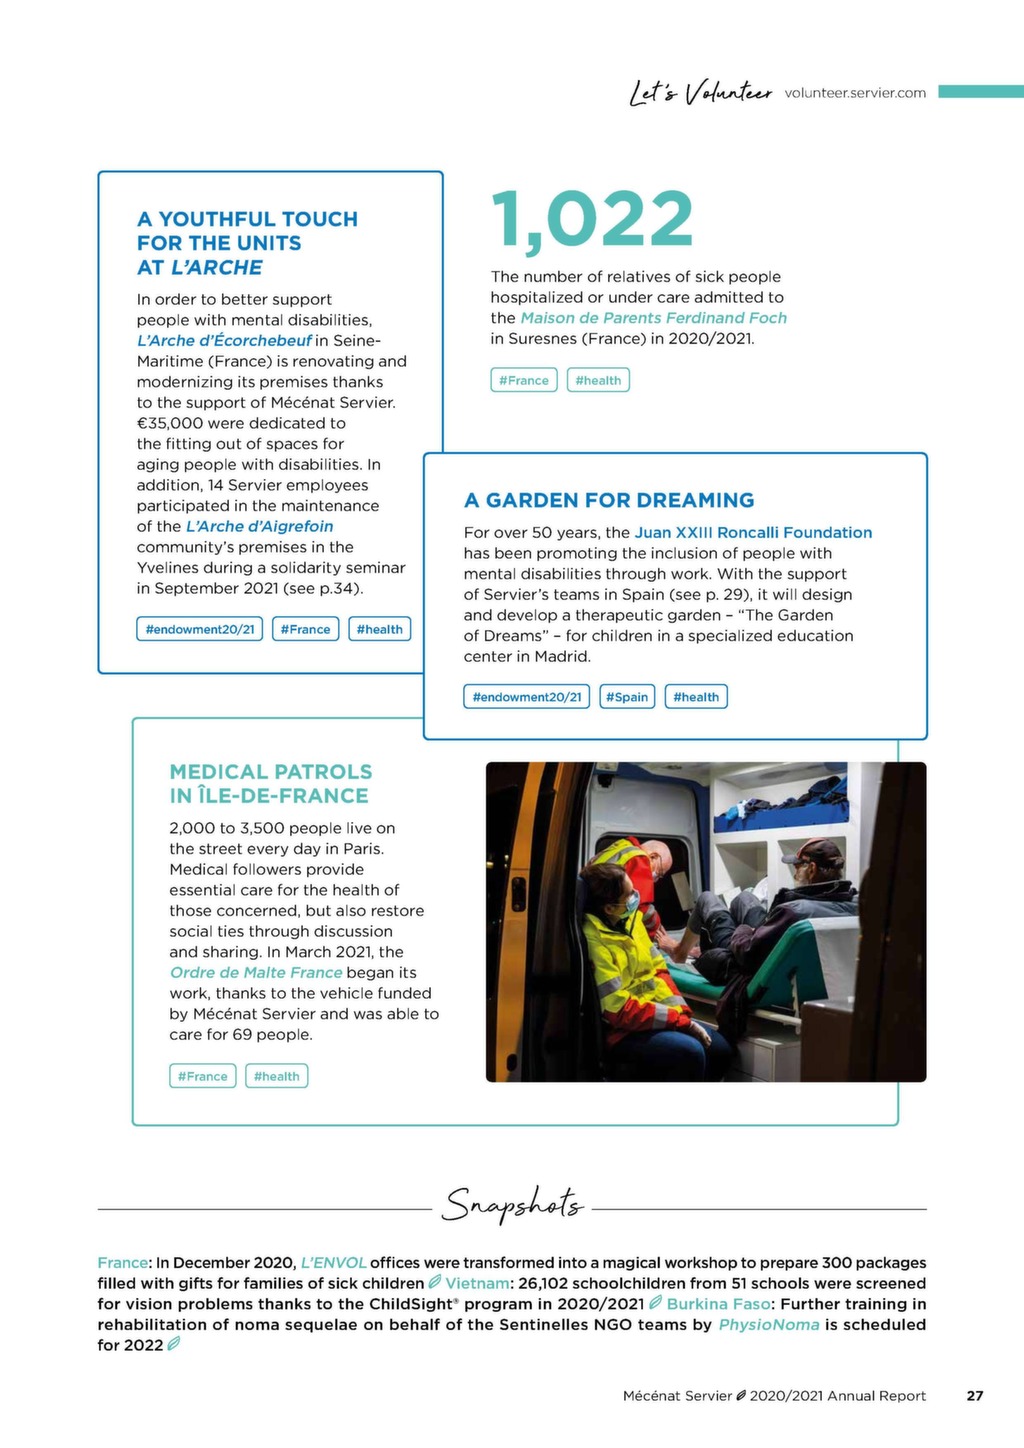 Let's Volunteer volunteer.servier.com
A YOUTHFUL TOUCH
FOR THE UNITS
AT L'ARCHE
In order to better support
people with mental disabilities,
L'Arche d'Écorchebeuf in Seine-
Maritime (France) is renovating and
modernizing its premises thanks
to the support of Mécénat Servier.
€35,000 were dedicated to
the fitting out of spaces for
aging people with disabilities. In
addition, 14 Servier employees
participated in the maintenance
of the L'Arche d'Aigrefoin
community's premises in the
Yvelines during a solidarity seminar
in September 2021 (see p.34).
#endowment20/21 #France #health
1,022
The number of relatives of sick people
hospitalized or under care admitted to
the Maison de Parents Ferdinand Foch
in Suresnes (France) in 2020/2021.
#France #health
A GARDEN FOR DREAMING
For over 50 years, the Juan XXIII Roncalli Foundation
has been promoting the inclusion of people with
mental disabilities through work. With the support
of Servier's teams in Spain (see p. 29), it will design
and develop a therapeutic garden – “The Garden
of Dreams” – for children in a specialized education
center in Madrid.
#endowment20/21 #Spain #health
MEDICAL PATROLS
IN ÎLE-DE-FRANCE
2,000 to 3,500 people live on
the street every day in Paris.
Medical followers provide
essential care for the health of
those concerned, but also restore
social ties through discussion
and sharing. In March 2021, the
Ordre de Malte France began its
work, thanks to the vehicle funded
by Mécénat Servier and was able to
care for 69 people.
#France #health
Snapshots
France: In December 2020, L'ENVOL offices were transformed into a magical workshop to prepare 300 packages
filled with gifts for families of sick children Vietnam: 26,102 schoolchildren from 51 schools were screened
for vision problems thanks to the ChildSight® program in 2020/2021 Burkina Faso: Further training in
rehabilitation of noma sequelae on behalf of the Sentinelles NGO teams by PhysioNoma is scheduled
for 2022
Mécénat Servier 2020/2021 Annual Report 27